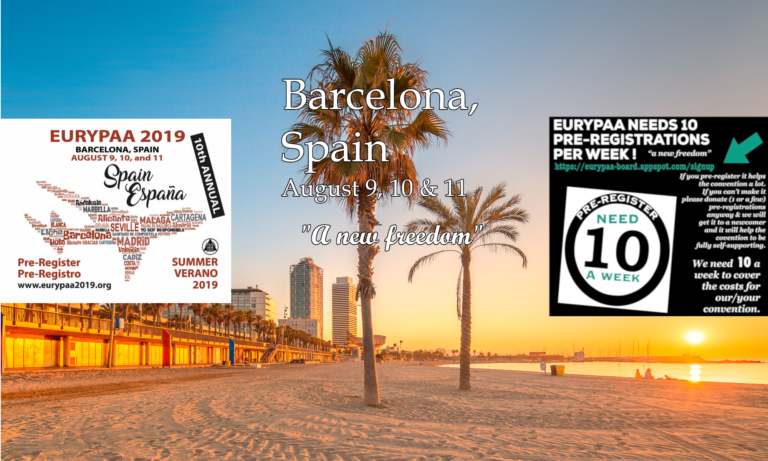 Barcelona,
Spain
August 9, 10 & 11
"A new freedom"
EURYPAA 2019
BARCELONA, SPAIN
AUGUST 9, 10, and 11
10th ANNUAL
Spain
España
MARBELLA
Alicante
MALAGA
CARTAGENA
SEVILLE
Barcelona
MADRID
CADIZ
Pre-Register
Pre-Registro
www.eurypaa2019.org
SUMMER
VERANO
2019
EURYPAA NEEDS 10
PRE-REGISTRATIONS
PER WEEK ! "a new freedom"
https://eurypaa-board.appspot.com/signup
If you pre-register it helps
the convention a lot.
If you can't make it
please donate (1 or a few)
pre-registrations
anyway & we will
get it to a newcomer
and it will help the
covention to be
fully self-supporting.
We need 10 a
week to cover
the costs for
our/your
convention.
PRE-REGISTER
NEED
10
A WEEK